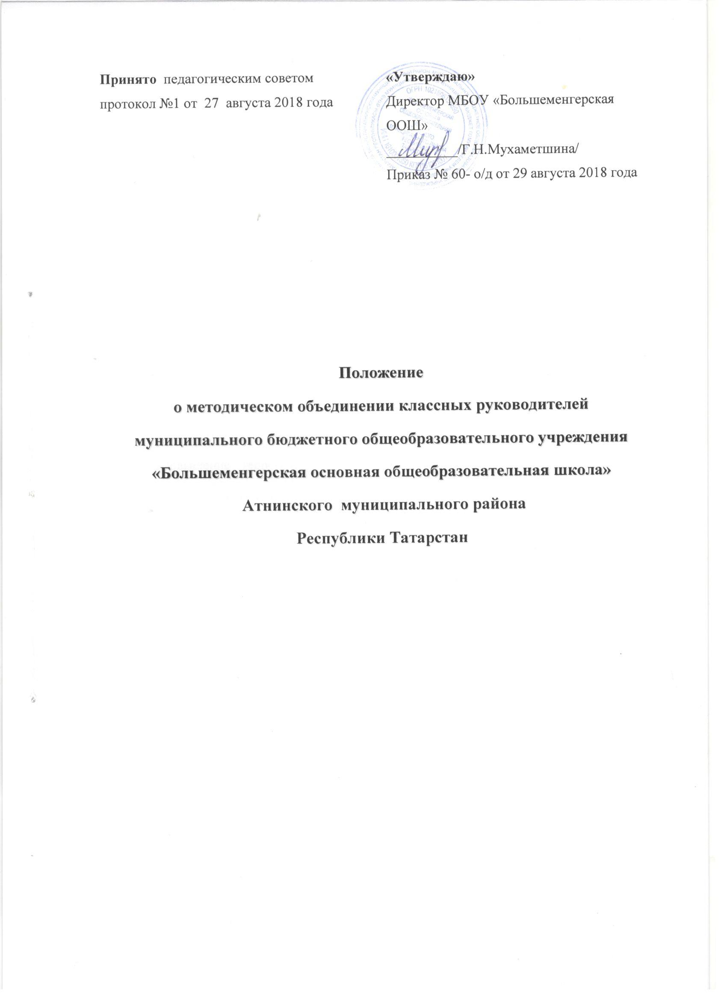 Принято  педагогическим советом
протокол №1 от  27  августа 2018 года
«Утверждаю»
Директор МБОУ «Большеменгерская
ООШ»
____________/Г.Н.Мухаметшина/
Приказ № 60- о/д от 29 августа 2018 года
Положение
о методическом объединении классных руководителей
муниципального бюджетного общеобразовательного учреждения
«Большеменгерская основная общеобразовательная школа»
Атнинского  муниципального района
Республики Татарстан